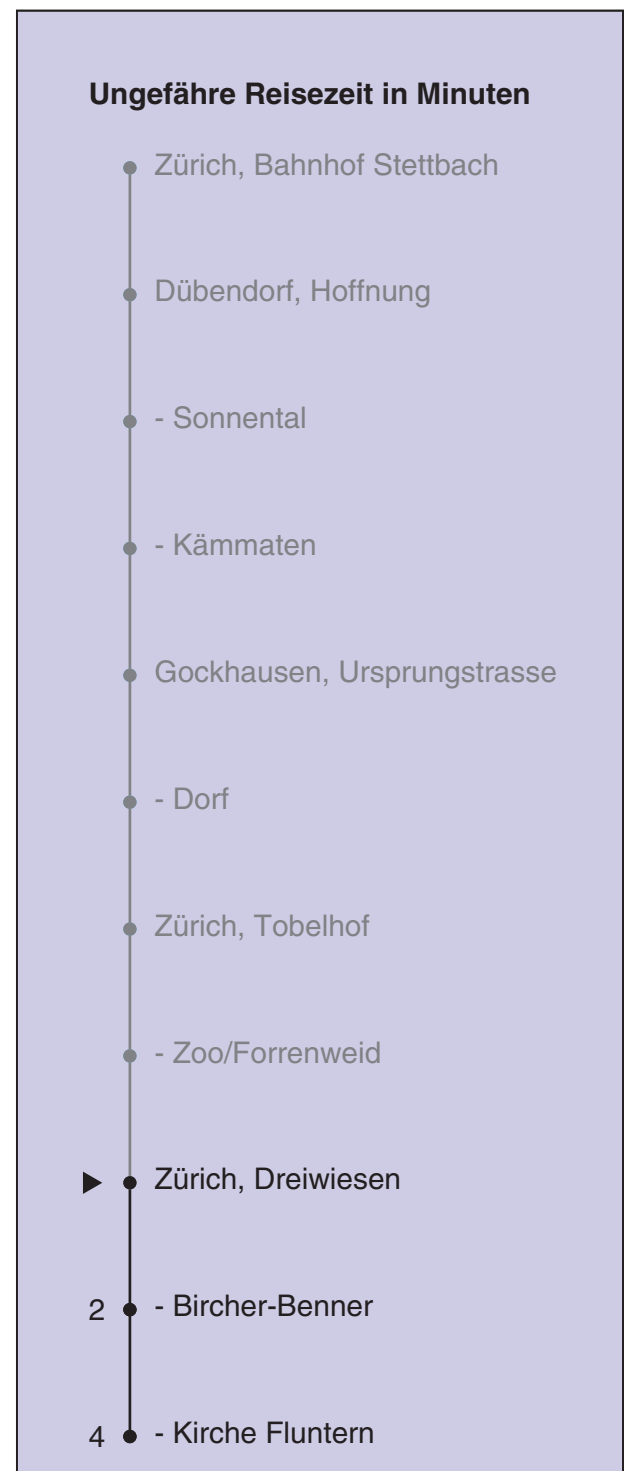 Ungefähre Reisezeit in Minuten
Zürich, Bahnhof Stettbach
Dübendorf, Hoffnung
- Sonnental
- Kämmaten
Gockhausen, Ursprungstrasse
- Dorf
Zürich, Tobelhof
- Zoo/Forrenweid
Zürich, Dreiwiesen
2 - Bircher-Benner
4 - Kirche Fluntern